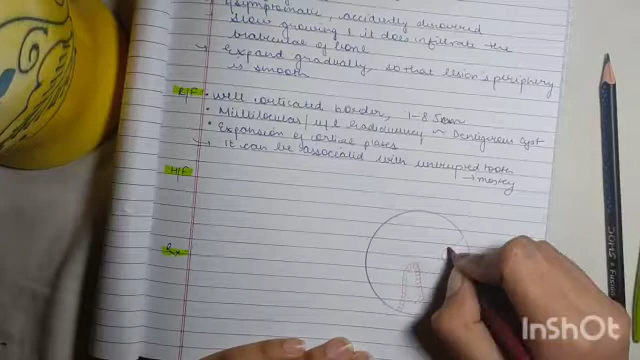 Asymptomatic, accidently discovered
slow growing, it does infiltrate the
trabeculae of bone
Expand gradually, so that lesion's periphery
is smooth
R/F • well corticated border, 1-8.5mm
• Multilocular / u/l radiolucency ~ Dentigerous cyst
• Expansion of cortical plates
→ It can be associated with unerupted tooth
→ mostly
H/F
Rx
InShOt